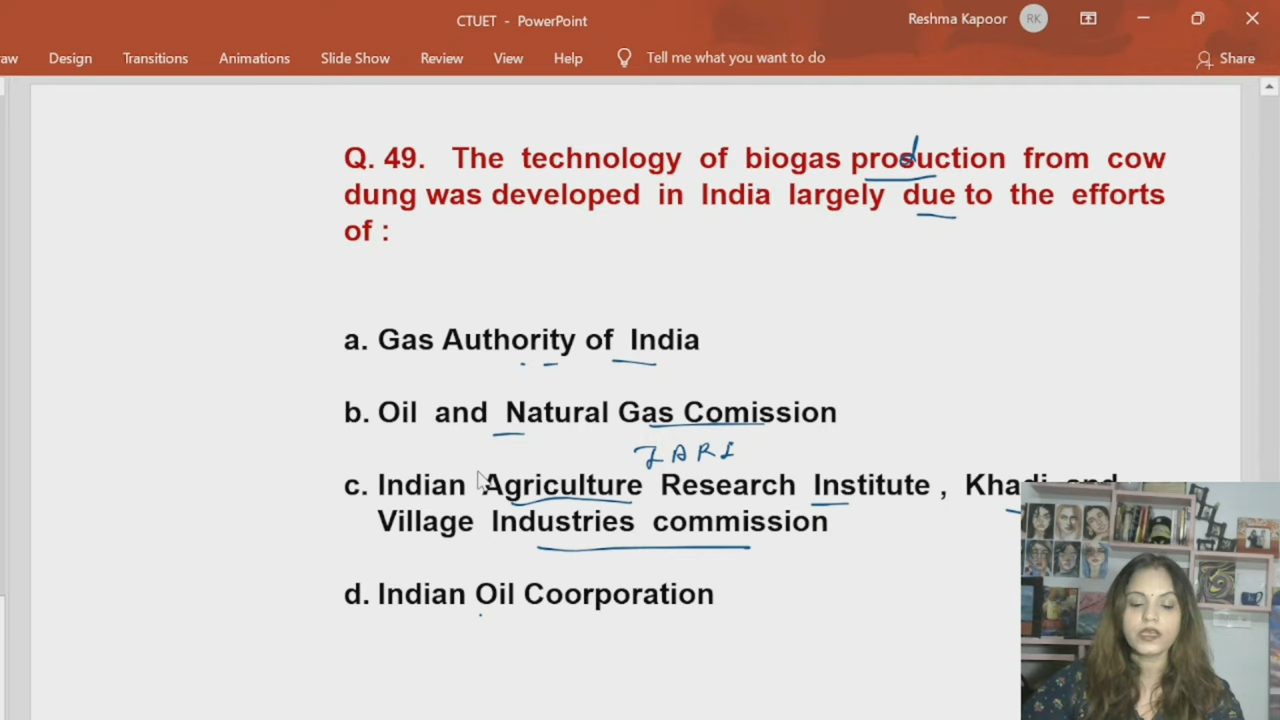 CTUET - PowerPoint
Reshma Kapoor RK
aw Design Transitions Animations Slide Show Review View Help Tell me what you want to do Share
Q. 49. The technology of biogas production from cow
dung was developed in India largely due to the efforts
of :
a. Gas Authority of India
b. Oil and Natural Gas Comission
IARI
c. Indian Agriculture Research Institute , Khadi and
Village Industries commission
d. Indian Oil Coorporation